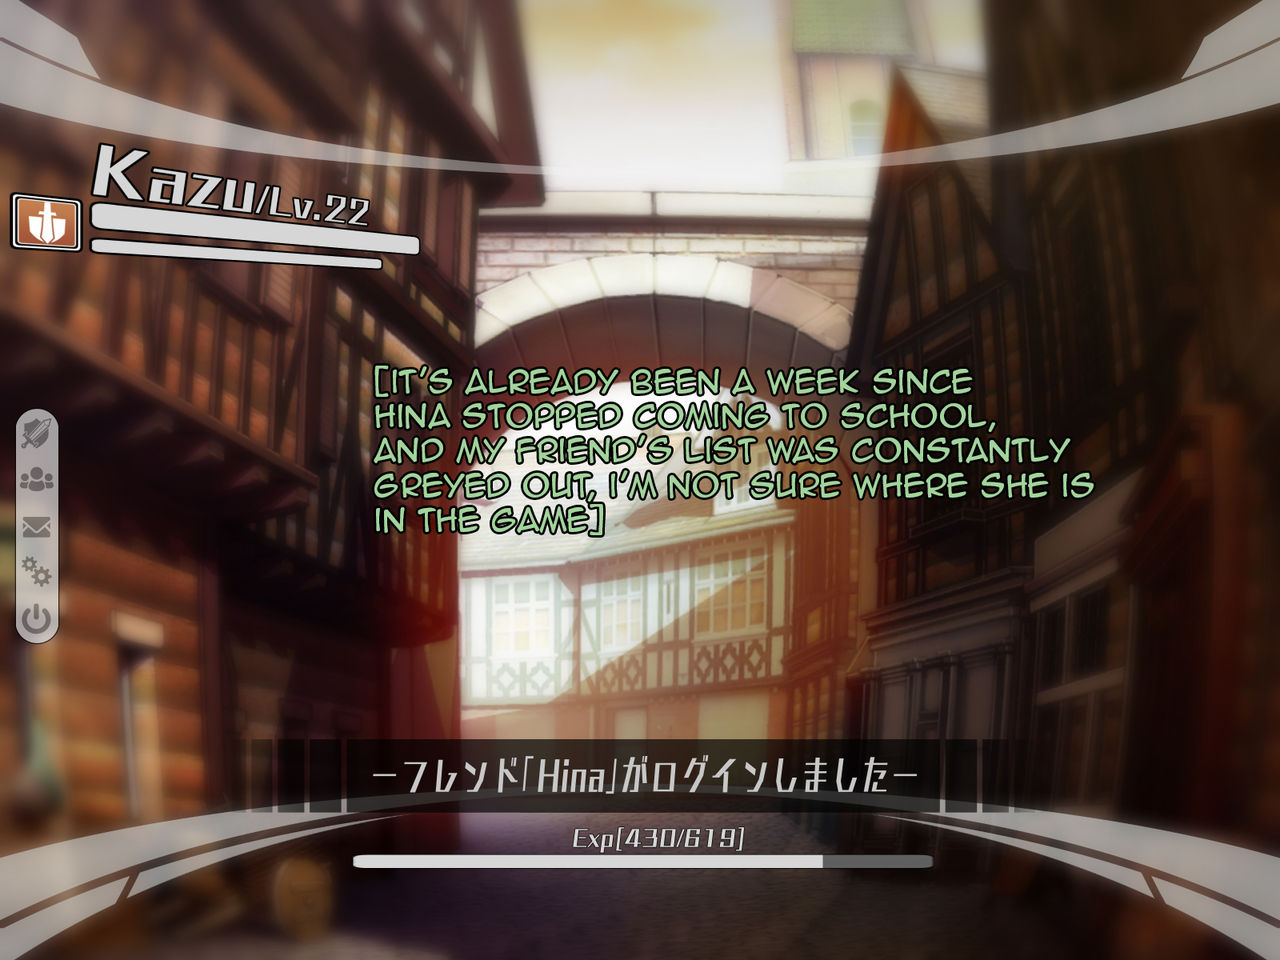 Kazu/Lv.22
[IT'S ALREADY BEEN A WEEK SINCE
HINA STOPPED COMING TO SCHOOL,
AND MY FRIEND'S LIST WAS CONSTANTLY
GREYED OUT, I'M NOT SURE WHERE SHE IS
IN THE GAME]
－フレンド「Hina」がログインしました－
Exp[430/619]